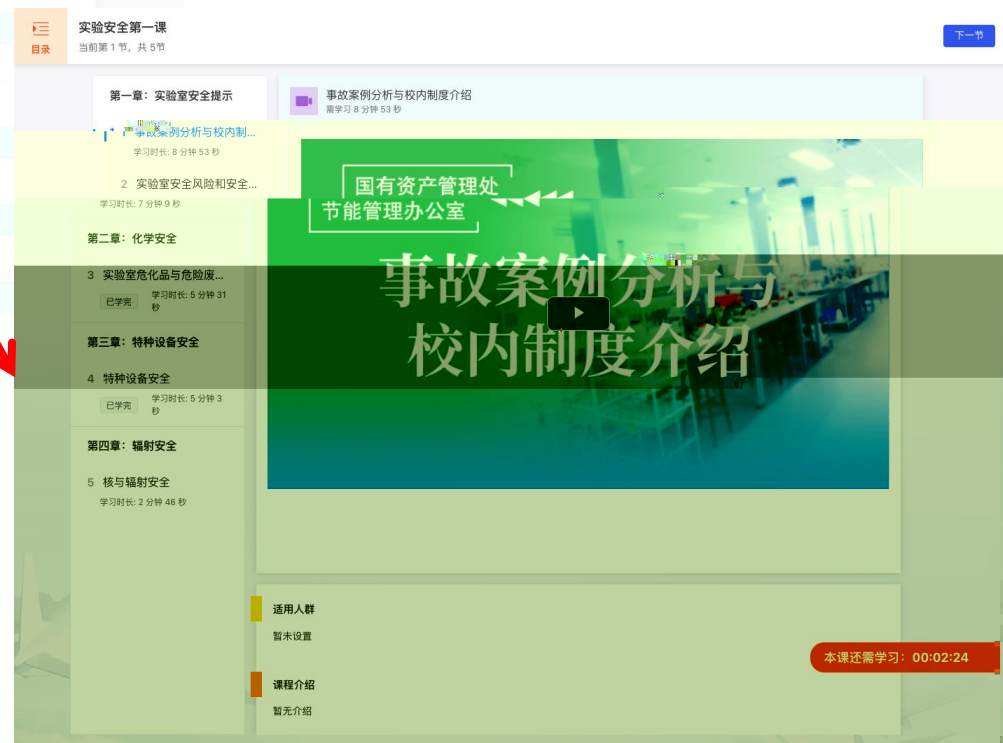 目录
实验安全第一课
当前第 1 节，共 5节
下一节
第一章：实验室安全提示
事故案例分析与校内制...
学习时长: 8 分钟 53 秒
2 实验室安全风险和安全...
学习时长: 7 分钟 9 秒
第二章：化学安全
3 实验室危化品与危险废...
已学完
学习时长: 5 分钟 31
秒
第三章：特种设备安全
4 特种设备安全
已学完
学习时长: 5 分钟 3
秒
第四章：辐射安全
5 核与辐射安全
学习时长: 2 分钟 46 秒
事故案例分析与校内制度介绍
需学习 8 分钟 53 秒
国有资产管理处
节能管理办公室
事故案例分析与
校内制度介绍
适用人群
暂未设置
本课还需学习：00:02:24
课程介绍
暂无介绍